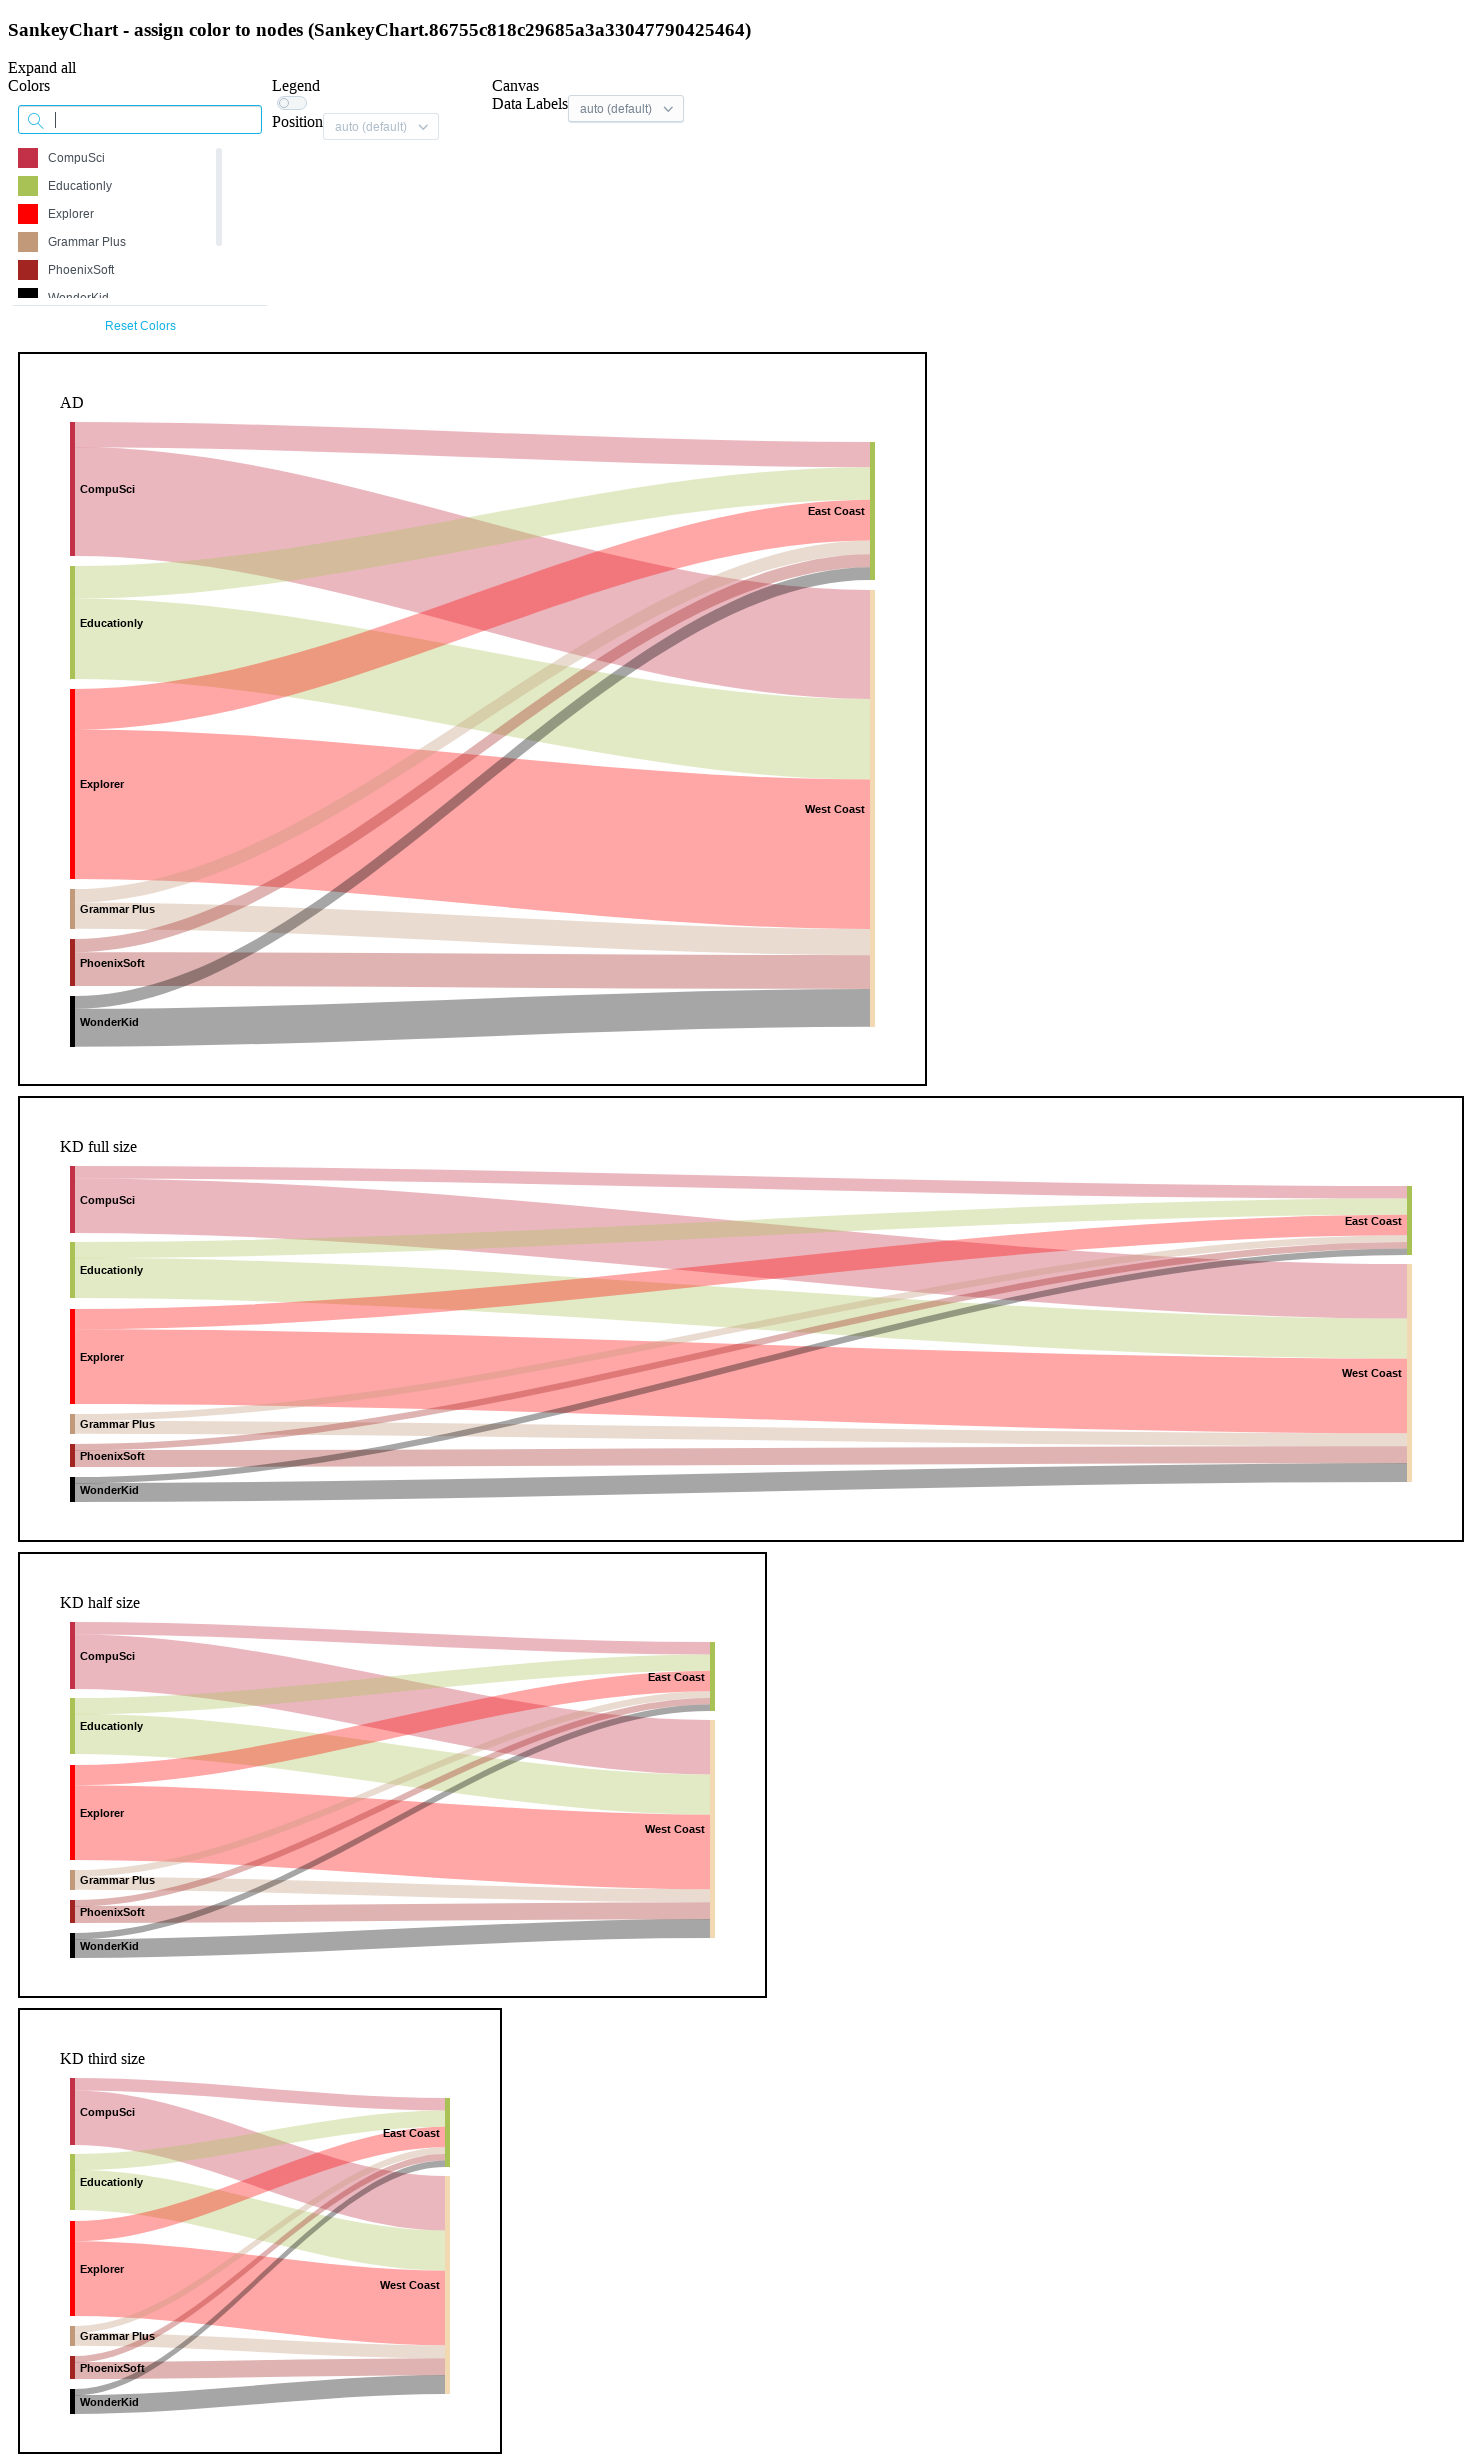 SankeyChart - assign color to nodes (SankeyChart.86755c818c29685a3a33047790425464)
Expand all
Colors
Legend
Canvas
Position auto (default)
Data Labels auto (default)
CompuSci
Educationly
Explorer
Grammar Plus
PhoenixSoft
WonderKid
Reset Colors
AD
CompuSci
East Coast
Educationly
Explorer
West Coast
Grammar Plus
PhoenixSoft
WonderKid
KD full size
CompuSci
East Coast
Educationly
Explorer
West Coast
Grammar Plus
PhoenixSoft
WonderKid
KD half size
CompuSci
East Coast
Educationly
Explorer
West Coast
Grammar Plus
PhoenixSoft
WonderKid
KD third size
CompuSci
East Coast
Educationly
Explorer
West Coast
Grammar Plus
PhoenixSoft
WonderKid